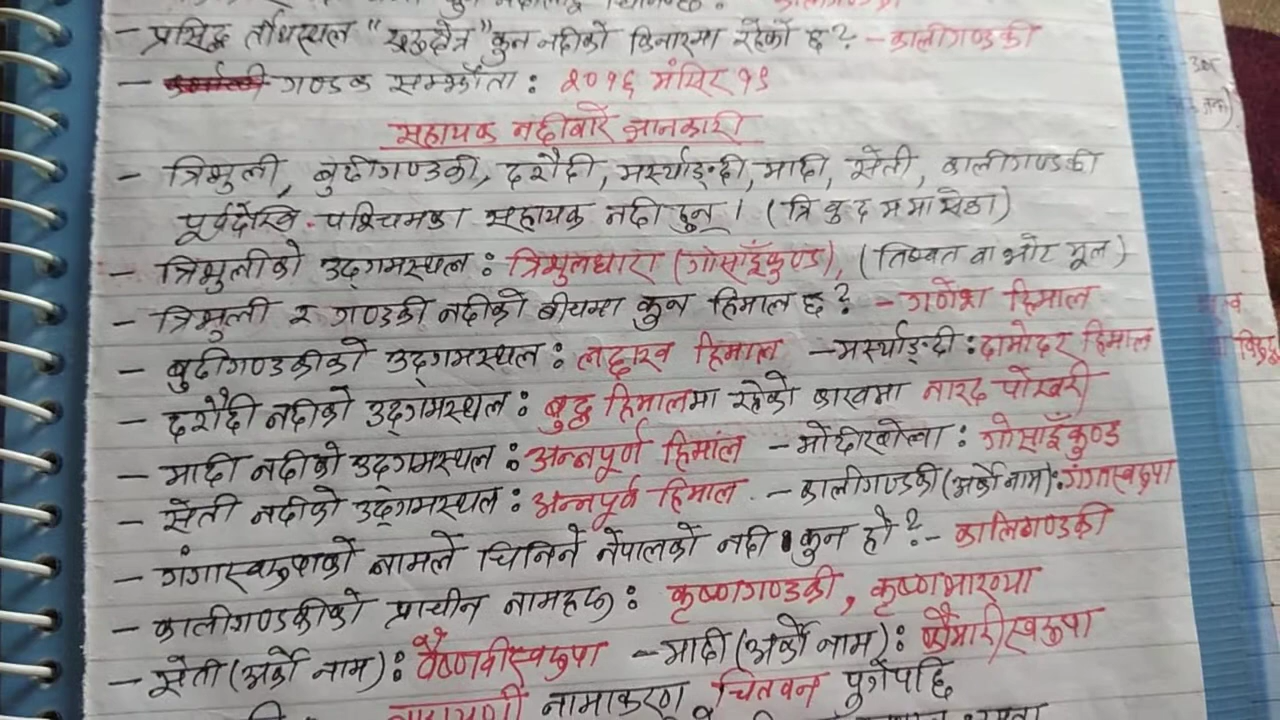 - प्रसिद्ध तीर्थस्थल "रुरुक्षेत्र" कुन नदीको किनारमा रहेको छ? - कालीगण्डकी
- गण्डक सम्झौता : २०१६ मंसिर १९
सहायक नदीबारे जानकारी
- त्रिशुली, बुढीगण्डकी, दरौदी, मर्स्याङ्दी, मादी, सेती, कालीगण्डकी
पूर्वदेखि - पश्चिमका सहायक नदी हुन् । (त्रि बु द म मा सेका)
- त्रिशुलीको उद्गमस्थल : त्रिशुलधारा (गोसाइँकुण्ड), (तिब्बत वा भोट मूल)
- त्रिशुली र गण्डकी नदीको बीचमा कुन हिमाल छ? - गणेश हिमाल
- बुढीगण्डकीको उद्गमस्थल : लद्दाख हिमाल - मर्स्याङ्दी : दामोदर हिमाल
- दरौदी नदीको उद्गमस्थल : बुद्ध हिमालमा रहेको काखमा नारद पोखरी
- मादी नदीको उद्गमस्थल : अन्नपूर्ण हिमाल - मोदीखोला : गोसाइँकुण्ड
- सेती नदीको उद्गमस्थल : अन्नपूर्व हिमाल - कालीगण्डकी (अर्को नाम) : गंगास्वरूपा
- गंगास्वरूपाको नामले चिनिने नेपालको नदी कुन हो? - कालिगण्डकी
- कालीगण्डकीको प्राचीन नामहरू : कृष्णगण्डकी, कृष्ण
- सेती (अर्को नाम) : वैष्णवीस्वरूपा - मादी (अर्को नाम) : कौमारीस्वरूपा
नारायणी नामाकरण चितवन पुगेपछि